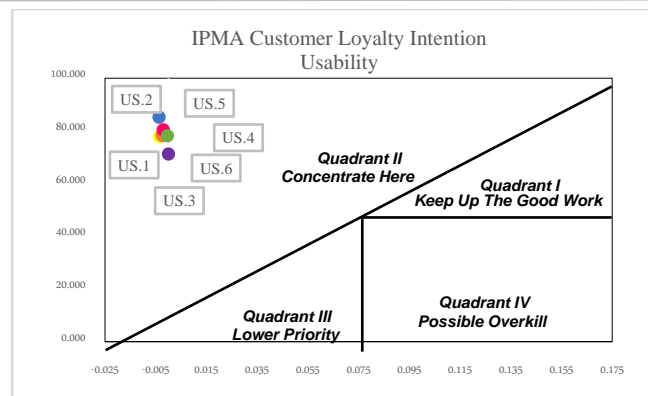 IPMA Customer Loyalty Intention
Usability
100.000
80.000
60.000
40.000
20.000
0.000
US.2
US.5
US.4
US.1
US.6
US.3
Quadrant II
Concentrate Here
Quadrant I
Keep Up The Good Work
Quadrant III
Lower Priority
Quadrant IV
Possible Overkill
-0.025 -0.005 0.015 0.035 0.055 0.075 0.095 0.115 0.135 0.155 0.175